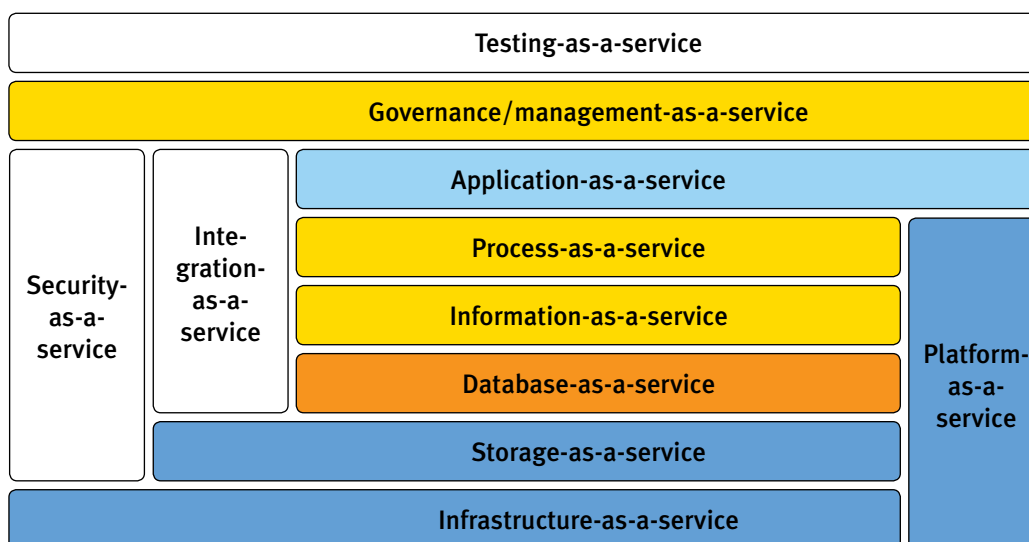 Testing-as-a-service
Governance/management-as-a-service
Application-as-a-service
Process-as-a-service
Information-as-a-service
Database-as-a-service
Storage-as-a-service
Infrastructure-as-a-service
Security-
as-a-
service
Inte-
gration-
as-a-
service
Platform-
as-a-
service